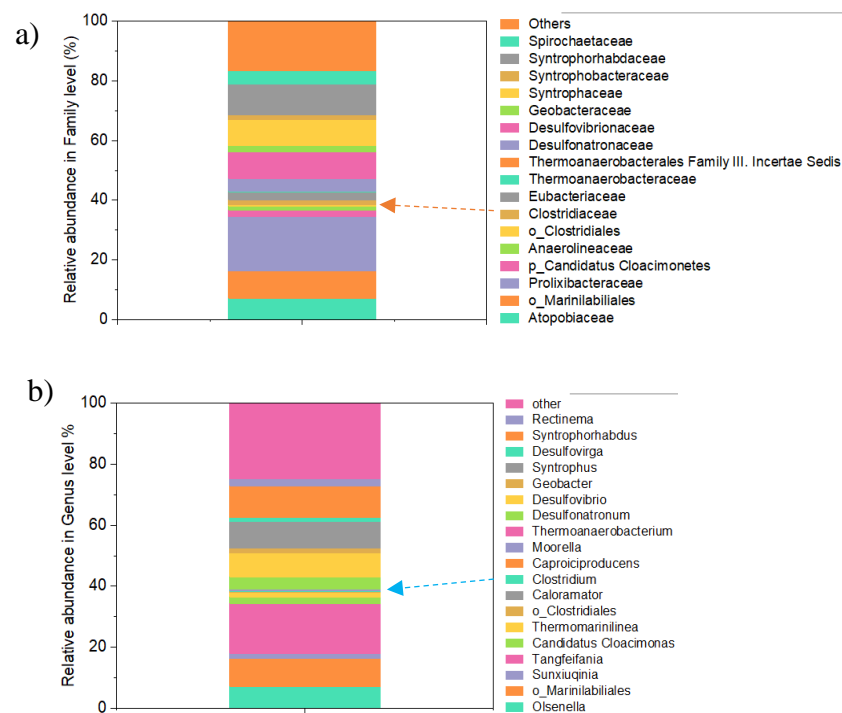 a)
Relative abundance in Family level (%)
100
80
60
40
20
0
Others
Spirochaetaceae
Syntrophorhabdaceae
Syntrophobacteraceae
Syntrophaceae
Geobacteraceae
Desulfovibrionaceae
Desulfonatronaceae
Thermoanaerobacterales Family III. Incertae Sedis
Thermoanaerobacteraceae
Eubacteriaceae
Clostridiaceae
o_Clostridiales
Anaerolineaceae
p_Candidatus Cloacimonetes
Prolixibacteraceae
o_Marinilabiliales
Atopobiaceae
b)
Relative abundance in Genus level %
100
80
60
40
20
0
other
Rectinema
Syntrophorhabdus
Desulfovirga
Syntrophus
Geobacter
Desulfovibrio
Desulfonatronum
Thermoanaerobacterium
Moorella
Caproiciproducens
Clostridium
Caloramator
o_Clostridiales
Thermomarinilinea
Candidatus Cloacimonas
Tangfeifania
Sunxiuqinia
o_Marinilabiliales
Olsenella